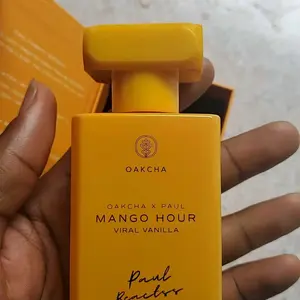 OAKCHA
OAKCHA X PAUL
MANGO HOUR
VIRAL VANILLA
Paul